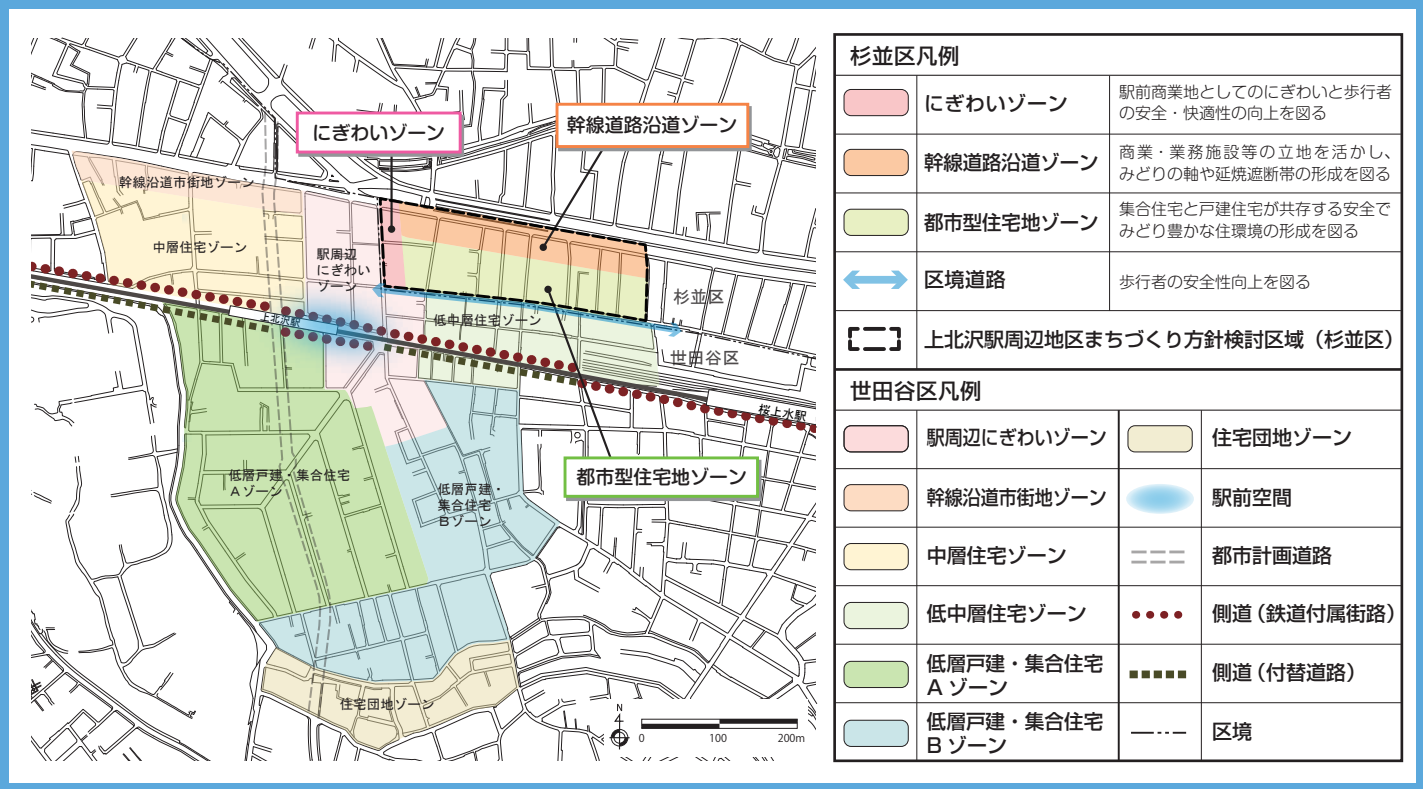 にぎわいゾーン
幹線道路沿道ゾーン
幹線沿道市街地ゾーン
中層住宅ゾーン
駅周辺
にぎわい
ゾーン
杉並区
低中層住宅ゾーン
上北沢駅
世田谷区
桜上水駅
都市型住宅地ゾーン
低層戸建・集合住宅
Aゾーン
低層戸建・
集合住宅
Bゾーン
住宅団地ゾーン
N
0 100 200m
杉並区凡例
にぎわいゾーン
駅前商業地としてのにぎわいと歩行者
の安全・快適性の向上を図る
幹線道路沿道ゾーン
商業・業務施設等の立地を活かし、
みどりの軸や延焼遮断帯の形成を図る
都市型住宅地ゾーン
集合住宅と戸建住宅が共存する安全で
みどり豊かな住環境の形成を図る
区境道路
歩行者の安全性向上を図る
上北沢駅周辺地区まちづくり方針検討区域（杉並区）
世田谷区凡例
駅周辺にぎわいゾーン
住宅団地ゾーン
幹線沿道市街地ゾーン
駅前空間
中層住宅ゾーン
都市計画道路
低中層住宅ゾーン
側道（鉄道付属街路）
低層戸建・集合住宅
A ゾーン
側道（付替道路）
低層戸建・集合住宅
B ゾーン
区境